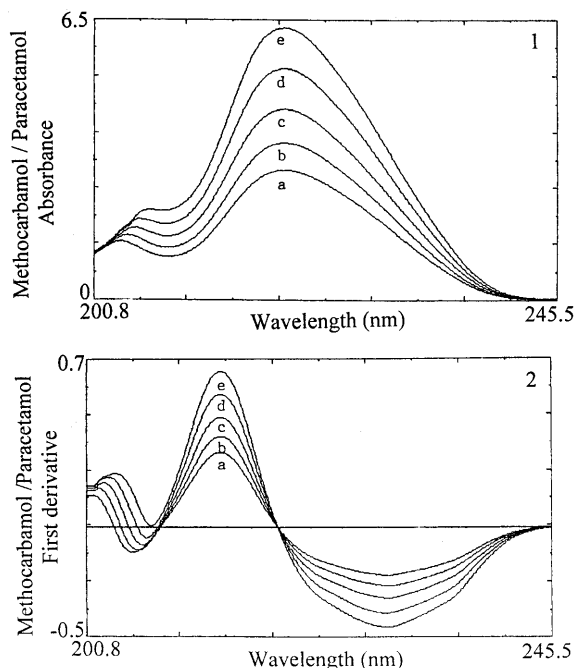 6.5
1
Methocarbamol / Paracetamol
Absorbance
e
d
c
b
a
0
200.8
Wavelength (nm)
245.5
0.7
2
Methocarbamol /Paracetamol
First derivative
e
d
c
b
a
-0.5
200.8
Wavelength (nm)
245.5